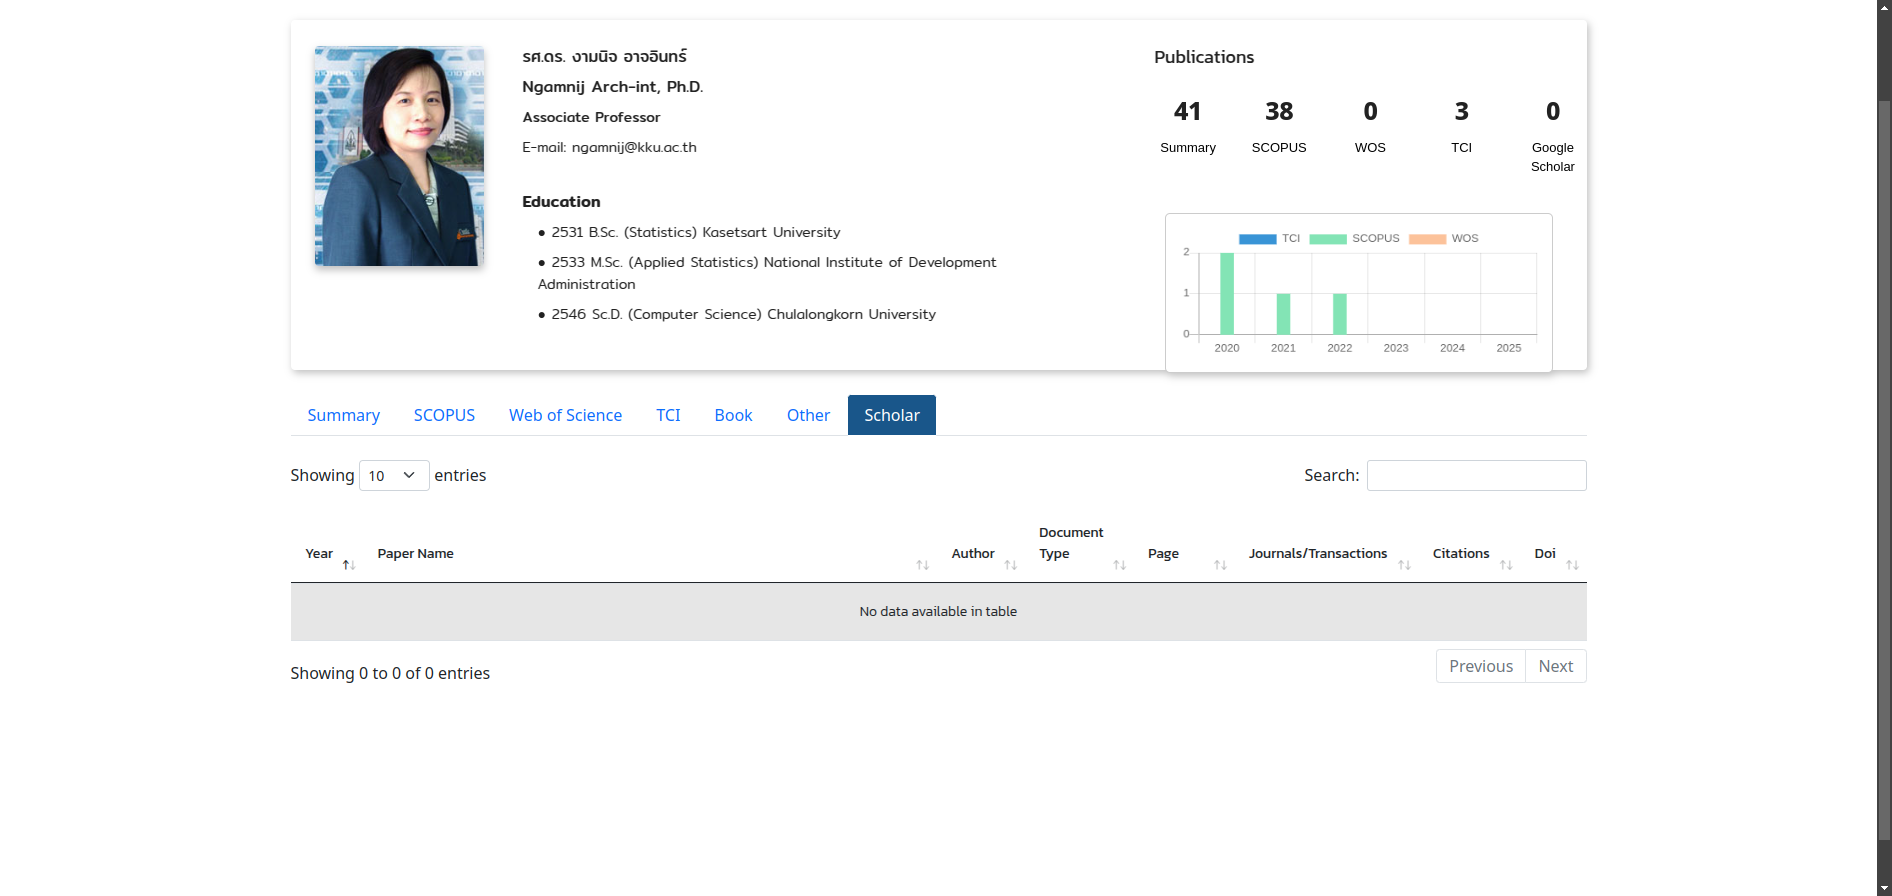 รศ.ดร. งามนิจ อาจอินทร์
Ngamnij Arch-int, Ph.D.
Associate Professor
E-mail: ngamnij@kku.ac.th
Education
● 2531 B.Sc. (Statistics) Kasetsart University
● 2533 M.Sc. (Applied Statistics) National Institute of Development
Administration
● 2546 Sc.D. (Computer Science) Chulalongkorn University
Publications
41 38 0 3 0
Summary SCOPUS WOS TCI Google
Scholar
TCI SCOPUS WOS
2
1
0
2020 2021 2022 2023 2024 2025
Summary SCOPUS Web of Science TCI Book Other Scholar
Showing 10 entries Search:
Document
Year Paper Name Author Type Page Journals/Transactions Citations Doi
No data available in table
Showing 0 to 0 of 0 entries
Previous Next